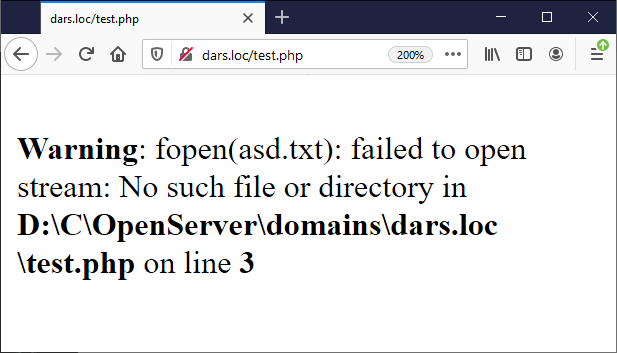 dars.loc/test.php
dars.loc/test.php
200%
Warning: fopen(asd.txt): failed to open
stream: No such file or directory in
D:\C\OpenServer\domains\dars.loc
\test.php on line 3